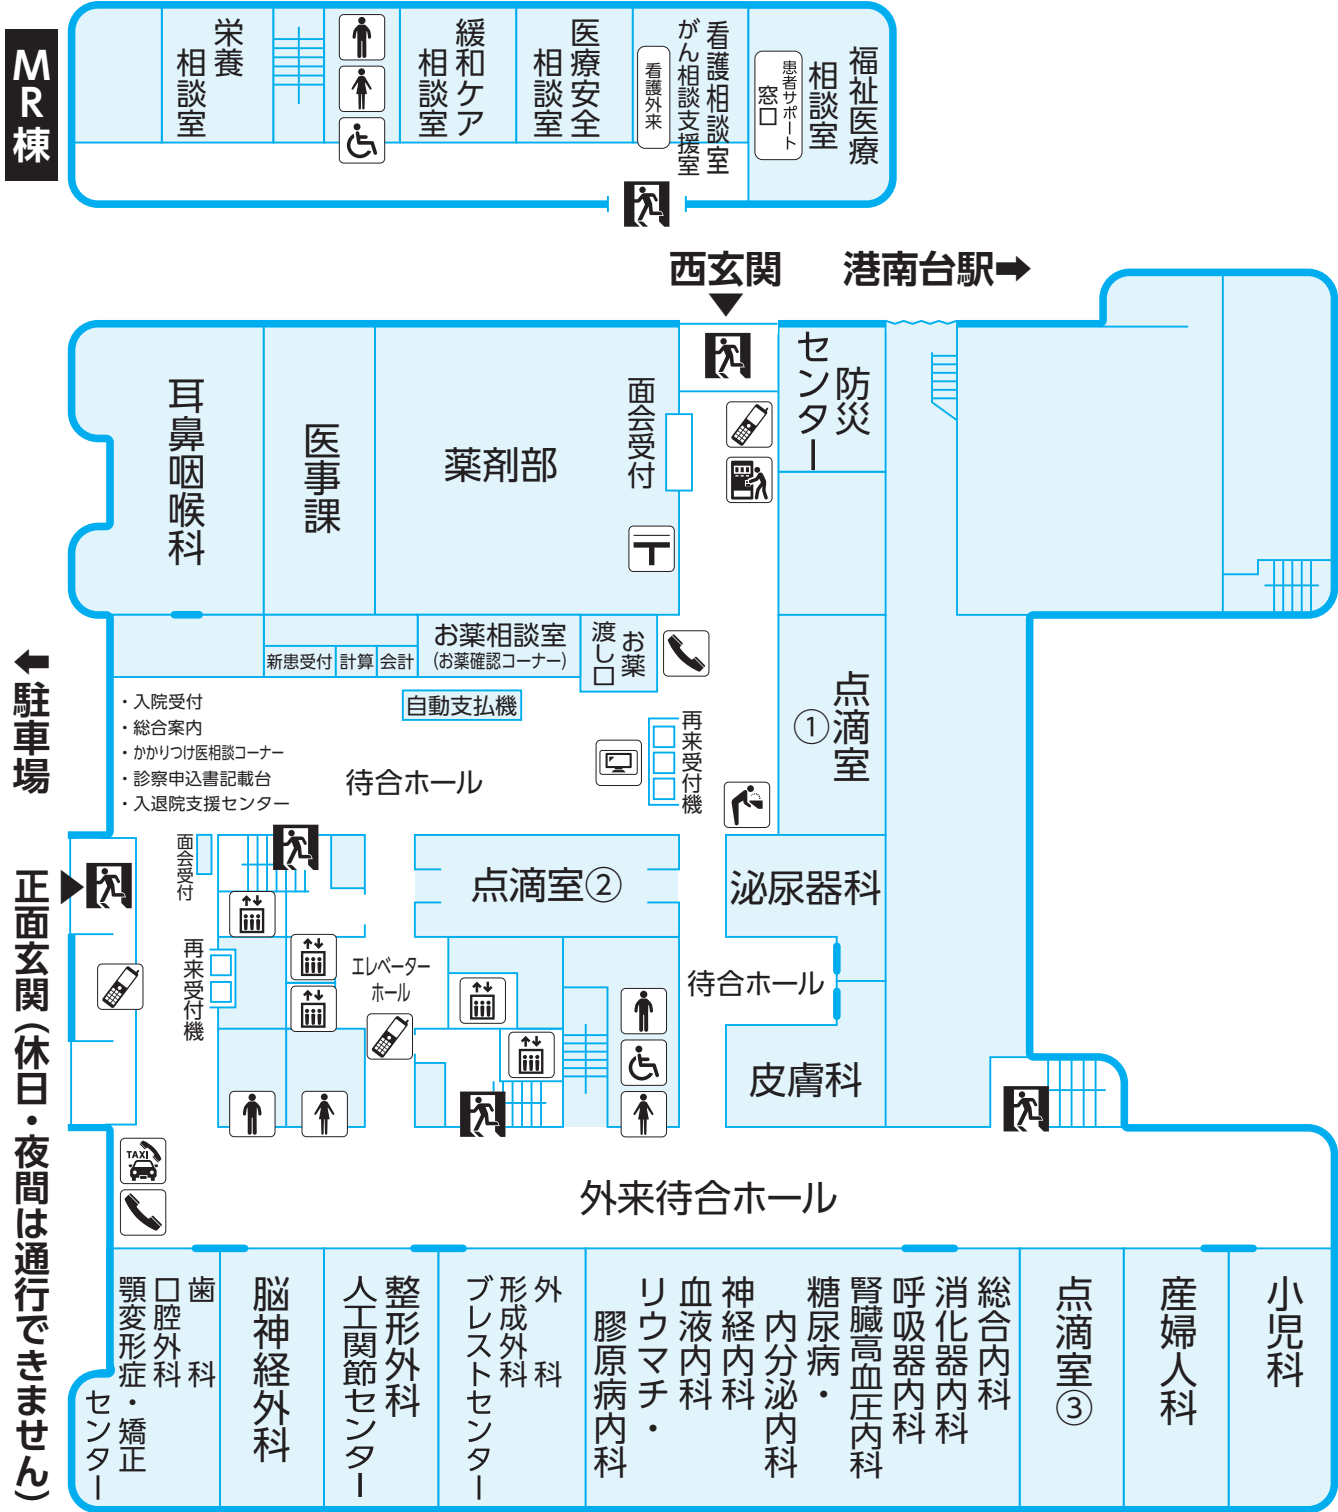 MR棟
栄養
相談室
緩和ケア
相談室
医療安全
相談室
看護相談室
がん相談支援室
看護外来
福祉医療
相談室
患者サポート
窓口
西玄関
港南台駅➡
耳鼻咽喉科
医事課
薬剤部
面会受付
防災
センター
新患受付
計算
会計
お薬相談室
(お薬確認コーナー)
お薬
渡し口
自動支払機
⬅駐車場
・入院受付
・総合案内
・かかりつけ医相談コーナー
・診察申込書記載台
・入退院支援センター
待合ホール
再来受付機
点滴室
①
面会受付
点滴室②
泌尿器科
正面玄関(休日・夜間は通行できません)
再来受付機
エレベーター
ホール
待合ホール
皮膚科
TAXI
外来待合ホール
歯科
口腔外科
顎変形症・矯正
センター
脳神経外科
整形外科
人工関節センター
外科
形成外科
ブレストセンター
総合内科
消化器内科
呼吸器内科
腎臓高血圧内科
糖尿病・
内分泌内科
神経内科
血液内科
リウマチ・
膠原病内科
点滴室③
産婦人科
小児科